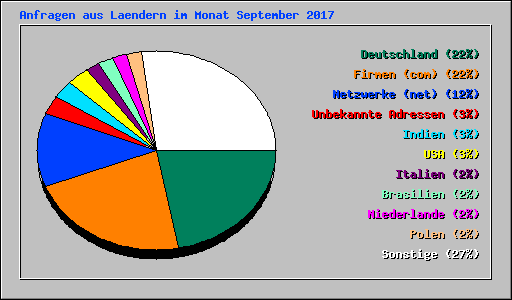 Anfragen aus Laendern im Monat September 2017
Deutschland (22%)
Firmen (com) (22%)
Netzwerke (net) (12%)
Unbekannte Adressen (3%)
Indien (3%)
USA (3%)
Italien (2%)
Brasilien (2%)
Niederlande (2%)
Polen (2%)
Sonstige (27%)